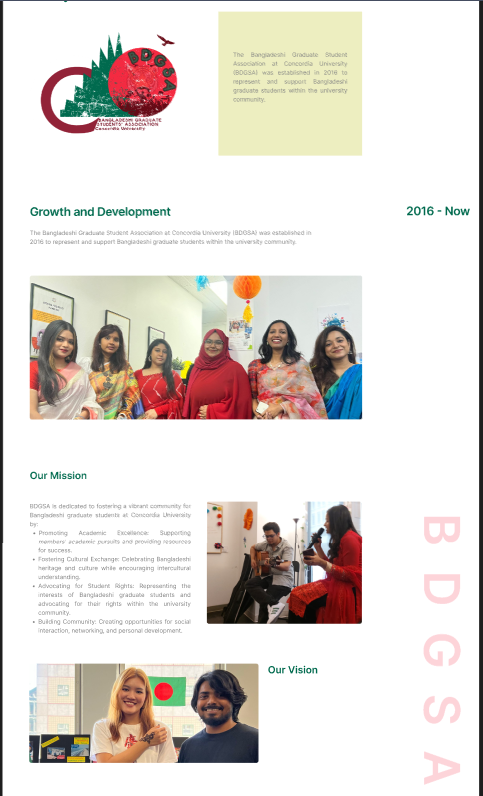 BDGSA
BANGLADESHI GRADUATE
STUDENTS' ASSOCIATION
Concordia University
The Bangladeshi Graduate Student
Association at Concordia University
(BDGSA) was established in 2016 to
represent and support Bangladeshi
graduate students within the university
community.
Growth and Development
2016 - Now
The Bangladeshi Graduate Student Association at Concordia University (BDGSA) was established in
2016 to represent and support Bangladeshi graduate students within the university community.
Our Mission
BDGSA is dedicated to fostering a vibrant community for
Bangladeshi graduate students at Concordia University
by:
• Promoting Academic Excellence: Supporting
members' academic pursuits and providing resources
for success.
• Fostering Cultural Exchange: Celebrating Bangladeshi
heritage and culture while encouraging intercultural
understanding.
• Advocating for Student Rights: Representing the
interests of Bangladeshi graduate students and
advocating for their rights within the university
community.
• Building Community: Creating opportunities for social
interaction, networking, and personal development.
BDGSA
Our Vision